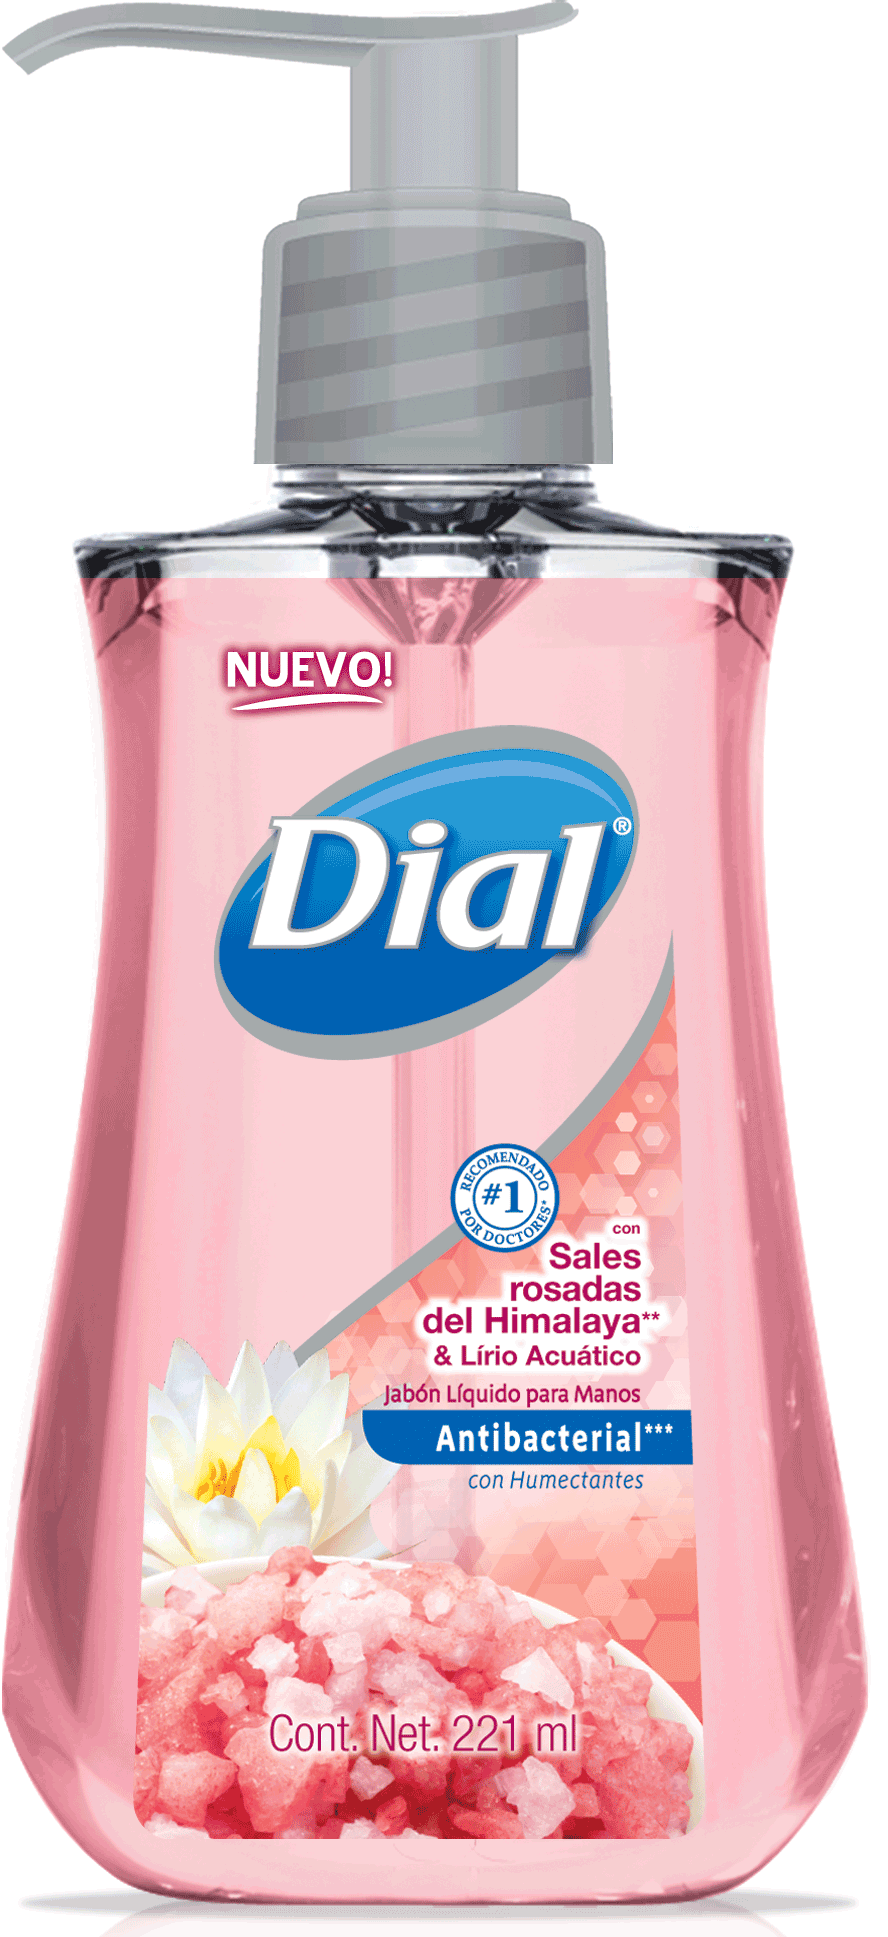 NUEVO!
Dial®
RECOMENDADO
#1
POR DOCTORES*
con
Sales
rosadas
del Himalaya**
& Lírio Acuático
Jabón Líquido para Manos
Antibacterial***
con Humectantes
Cont. Net. 221 ml